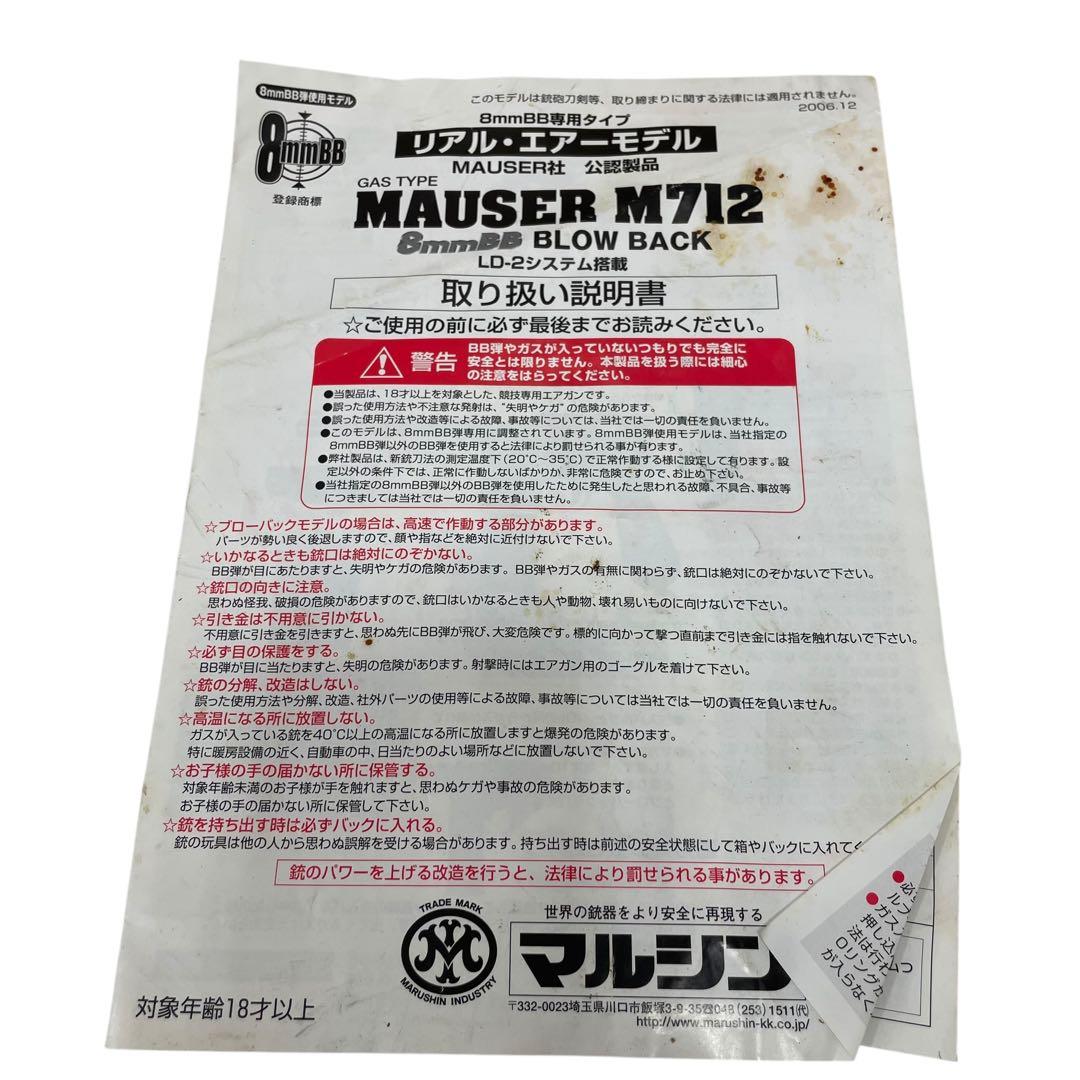 8mmBB弾使用モデル
8mmBB
登録商標
このモデルは銃砲刀剣等、取り締まりに関する法律には適用されません。
2006.12
8mmBB専用タイプ
リアル・エアーモデル
MAUSER社 公認製品
GAS TYPE
MAUSER M712
8mmBB BLOW BACK
LD-2システム搭載
取り扱い説明書
☆ご使用の前に必ず最後までお読みください。
警告
BB弾やガスが入っていないつもりでも完全に
安全とは限りません。本製品を扱う際には細心
の注意をはらってください。
●当製品は、18才以上を対象とした、競技専用エアガンです。
●誤った使用方法や不注意な発射は、“失明やケガ”の危険があります。
●誤った使用方法や改造等による故障、事故等については、当社では一切の責任を負いません。
●このモデルは、8mmBB弾専用に調整されています。8mmBB弾使用モデルは、当社指定の
8mmBB弾以外のBB弾を使用すると法律により罰せられる事が有ります。
●弊社製品は、新銃刀法の測定温度下(20℃~35℃)で正常作動する様に設定して有ります。設
定以外の条件下では、正常に作動しないばかりか、非常に危険ですので、お止め下さい。
●当社指定の8mmBB弾以外のBB弾を使用したために発生したと思われる故障、不具合、事故等
につきましては当社では一切の責任を負いません。
☆ブローバックモデルの場合は、高速で作動する部分があります。
パーツが勢い良く後退しますので、顔や指などを絶対に近付けないで下さい。
☆いかなるときも銃口は絶対にのぞかない。
BB弾が目にあたりますと、失明やケガの危険があります。BB弾やガスの有無に関わらず、銃口は絶対にのぞかないで下さい。
☆銃口の向きに注意。
思わぬ怪我、破損の危険がありますので、銃口はいかなるときも人や動物、壊れ易いものに向けないで下さい。
☆引き金は不用意に引かない。
不用意に引き金を引きますと、思わぬ先にBB弾が飛び、大変危険です。標的に向かって撃つ直前まで引き金には指を触れないで下さい。
☆必ず目の保護をする。
BB弾が目に当たりますと、失明の危険があります。射撃時にはエアガン用のゴーグルを着けて下さい。
☆銃の分解、改造はしない。
誤った使用方法や分解、改造、社外パーツの使用等による故障、事故等については当社では一切の責任を負いません。
☆高温になる所に放置しない。
ガスが入っている銃を40℃以上の高温になる所に放置しますと爆発の危険があります。
特に暖房設備の近く、自動車の中、日当たりのよい場所などに放置しないで下さい。
☆お子様の手の届かない所に保管する。
対象年齢未満のお子様が手を触れますと、思わぬケガや事故の危険があります。
お子様の手の届かない所に保管して下さい。
☆銃を持ち出す時は必ずバックに入れる。
銃の玩具は他の人から思わぬ誤解を受ける場合があります。持ち出す時は前述の安全状態にして箱やバックに入れて
銃のパワーを上げる改造を行うと、法律により罰せられる事があります。
TRADE MARK
MARUSHIN INDUSTRY
世界の銃器をより安全に再現する
マルシン
〒332-0023埼玉県川口市飯塚3-9-35☎048(253)1511(代)
http://www.marushin-kk.co.jp/
対象年齢18才以上
●必
ルブ
●ガス
押し込
法は行わ
Oリングた
が入らなく